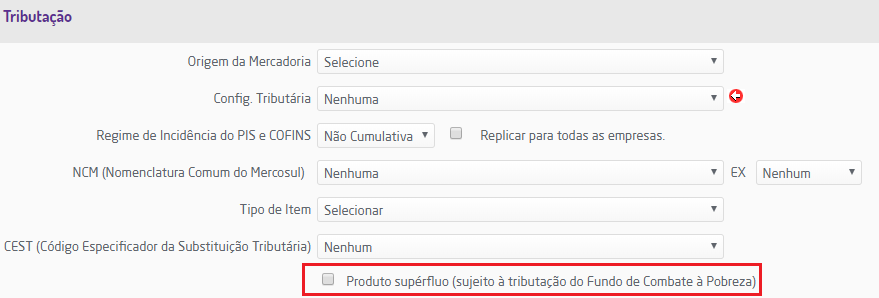 Tributação
Origem da Mercadoria Selecione
Config. Tributária Nenhuma
Regime de Incidência do PIS e COFINS Não Cumulativa Replicar para todas as empresas.
NCM (Nomenclatura Comum do Mercosul) Nenhuma EX Nenhum
Tipo de Item Selecionar
CEST (Código Especificador da Substituição Tributária) Nenhum
Produto supérfluo (sujeito à tributação do Fundo de Combate à Pobreza)